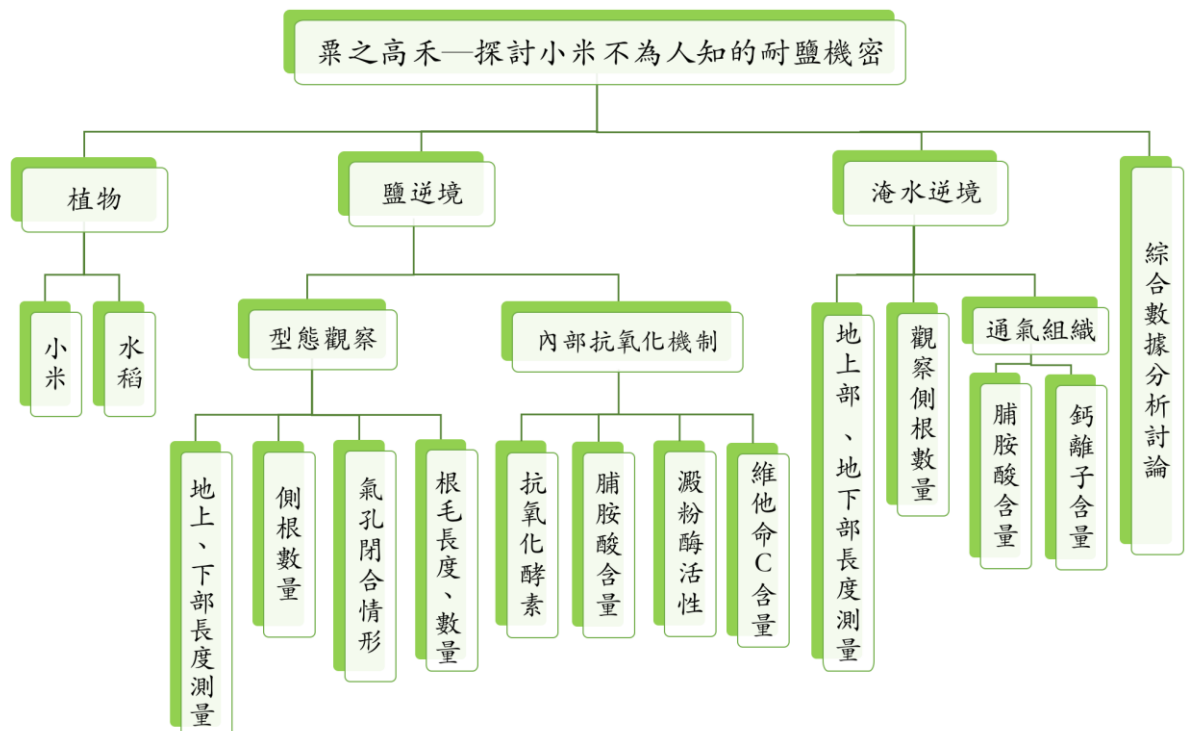 粟之高禾—探討小米不為人知的耐鹽機密
植物
鹽逆境
淹水逆境
綜合數據分析討論
小米
水稻
型態觀察
內部抗氧化機制
地上部、地下部長度測量
觀察側根數量
通氣組織
地上、下部長度測量
側根數量
氣孔閉合情形
根毛長度、數量
抗氧化酵素
脯胺酸含量
澱粉酶活性
維他命C含量
脯胺酸含量
鈣離子含量